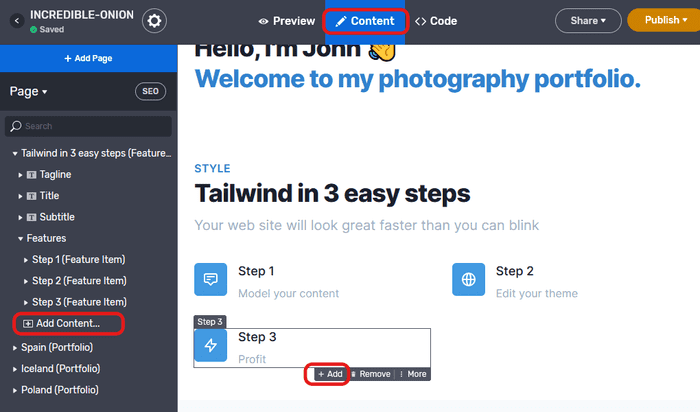 INCREDIBLE-ONION
Saved
Preview
Content
Code
Share
Publish
+ Add Page
Page
SEO
Search
Tailwind in 3 easy steps (Feature...
Tagline
Title
Subtitle
Features
Step 1 (Feature Item)
Step 2 (Feature Item)
Step 3 (Feature Item)
Add Content...
Spain (Portfolio)
Iceland (Portfolio)
Poland (Portfolio)
Hello, I'm John 👋
Welcome to my photography portfolio.
STYLE
Tailwind in 3 easy steps
Your web site will look great faster than you can blink
Step 1
Model your content
Step 2
Edit your theme
Step 3
Step 3
Profit
+ Add
Remove
More